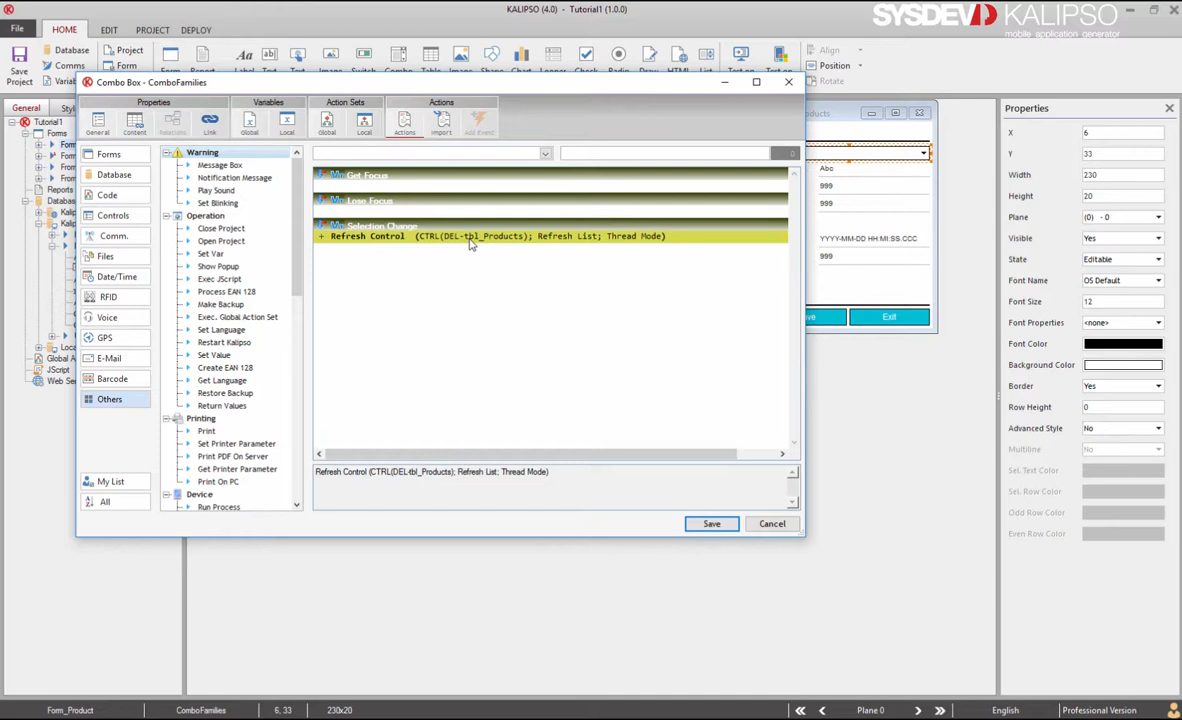 KALIPSO (4.0) - Tutorial1 (1.0.0)
SYSDEV KALIPSO
mobile application generator
File
HOME
EDIT
PROJECT
DEPLOY
Save
Project
Database
Comms
Project
Form
Align
Position
Rotate
Combo Box - ComboFamilies
Properties
Variables
Action Sets
Actions
General
Content
Relations
Link
Global
Local
Global
Local
Actions
Import
Add Event
General
Tutorial1
Forms
Reports
Forms
Database
Code
Controls
Comm.
Files
Date/Time
RFID
Voice
GPS
E-Mail
Barcode
Others
My List
All
Warning
Message Box
Notification Message
Play Sound
Set Blinking
Operation
Close Project
Open Project
Set Var
Show Popup
Exec JScript
Process EAN 128
Make Backup
Exec. Global Action Set
Set Language
Restart Kalipso
Set Value
Create EAN 128
Get Language
Restore Backup
Return Values
Printing
Print
Set Printer Parameter
Print PDF On Server
Get Printer Parameter
Print On PC
Device
Run Process
0
Get Focus
Lose Focus
Selection Change
+ Refresh Control (CTRL(DEL-tbl_Products); Refresh List; Thread Mode)
Refresh Control (CTRL(DEL-tbl_Products); Refresh List; Thread Mode)
Save
Cancel
JScript
Abc
999
999
YYYY-MM-DD HH:MI:SS.CCC
999
Exit
Properties
X 6
Y 33
Width 230
Height 20
Plane (0) - 0
Visible Yes
State Editable
Font Name OS Default
Font Size 12
Font Properties <none>
Font Color
Background Color
Border Yes
Row Height 0
Advanced Style No
Multiline No
Sel. Text Color
Sel. Row Color
Odd Row Color
Even Row Color
Form_Product
ComboFamilies
6, 33
230x20
Plane 0
English
Professional Version